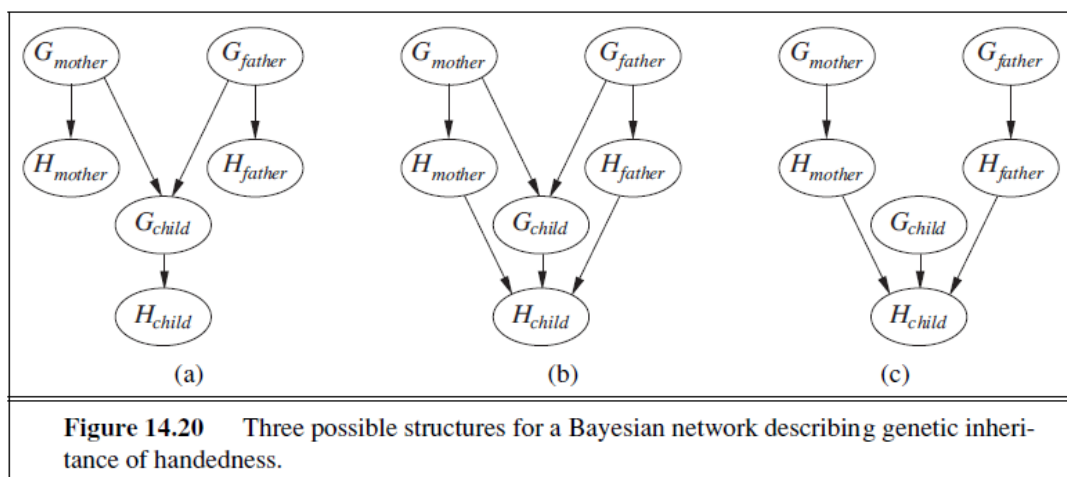 G_mother G_father G_mother G_father G_mother G_father
H_mother H_father H_mother H_father H_mother H_father
G_child G_child G_child
H_child H_child H_child
(a) (b) (c)
Figure 14.20 Three possible structures for a Bayesian network describing genetic inheri-
tance of handedness.